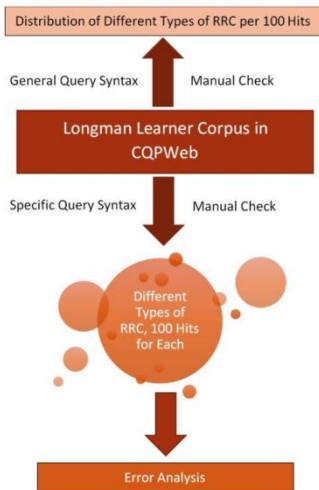 Distribution of Different Types of RRC per 100 Hits
General Query Syntax Manual Check
Longman Learner Corpus in
CQPWeb
Specific Query Syntax Manual Check
Different
Types of
RRC, 100 Hits
for Each
Error Analysis